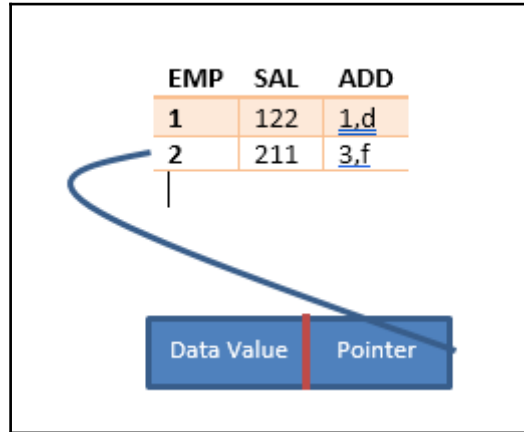 EMP SAL ADD
1 122 1,d
2 211 3,f
Data Value Pointer